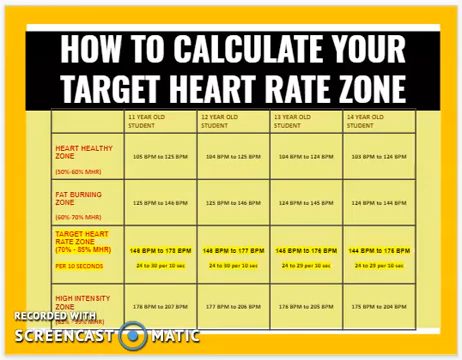 HOW TO CALCULATE YOUR
TARGET HEART RATE ZONE
11 YEAR OLD STUDENT
12 YEAR OLD STUDENT
13 YEAR OLD STUDENT
14 YEAR OLD STUDENT
HEART HEALTHY ZONE
(50%-60% MHR)
105 BPM to 125 BPM
104 BPM to 125 BPM
104 BPM to 124 BPM
103 BPM to 124 BPM
FAT BURNING ZONE
(60%-70% MHR)
125 BPM to 146 BPM
125 BPM to 146 BPM
124 BPM to 145 BPM
124 BPM to 144 BPM
TARGET HEART RATE ZONE
(70% - 85% MHR)
PER 10 SECONDS
146 BPM to 178 BPM
24 to 30 per 10 sec
146 BPM to 177 BPM
24 to 30 per 10 sec
145 BPM to 176 BPM
24 to 29 per 10 sec
144 BPM to 175 BPM
24 to 29 per 10 sec
HIGH INTENSITY ZONE
178 BPM to 207 BPM
177 BPM to 206 BPM
176 BPM to 205 BPM
175 BPM to 204 BPM
RECORDED WITH
SCREENCAST MATIC